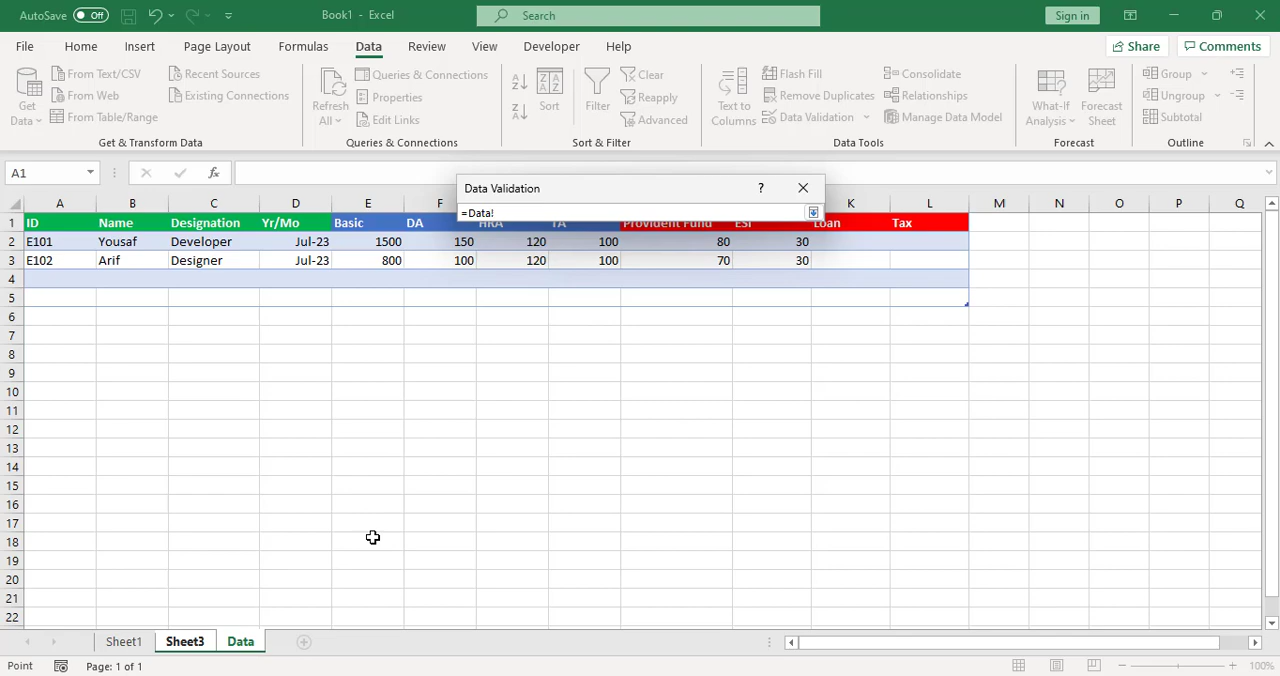 AutoSave Off Book1 - Excel Search Sign in
File Home Insert Page Layout Formulas Data Review View Developer Help Share Comments
Get Data From Text/CSV From Web From Table/Range Recent Sources Existing Connections
Refresh All Queries & Connections Properties Edit Links
Sort Filter Clear Reapply Advanced
Text to Columns Flash Fill Remove Duplicates Data Validation Consolidate Relationships Manage Data Model
What-If Analysis Forecast Sheet Group Ungroup Subtotal
Get & Transform Data Queries & Connections Sort & Filter Data Tools Forecast Outline
A1 fx
Data Validation ?
=Data!
A B C D E F G H I J K L M N O P Q
1 ID Name Designation Yr/Mo Basic DA HRA TA Provident Fund ESI Loan Tax
2 E101 Yousaf Developer Jul-23 1500 150 120 100 80 30
3 E102 Arif Designer Jul-23 800 100 120 100 70 30
4
5
6
7
8
9
10
11
12
13
14
15
16
17
18
19
20
21
22
Sheet1 Sheet3 Data
Point Page: 1 of 1 100%